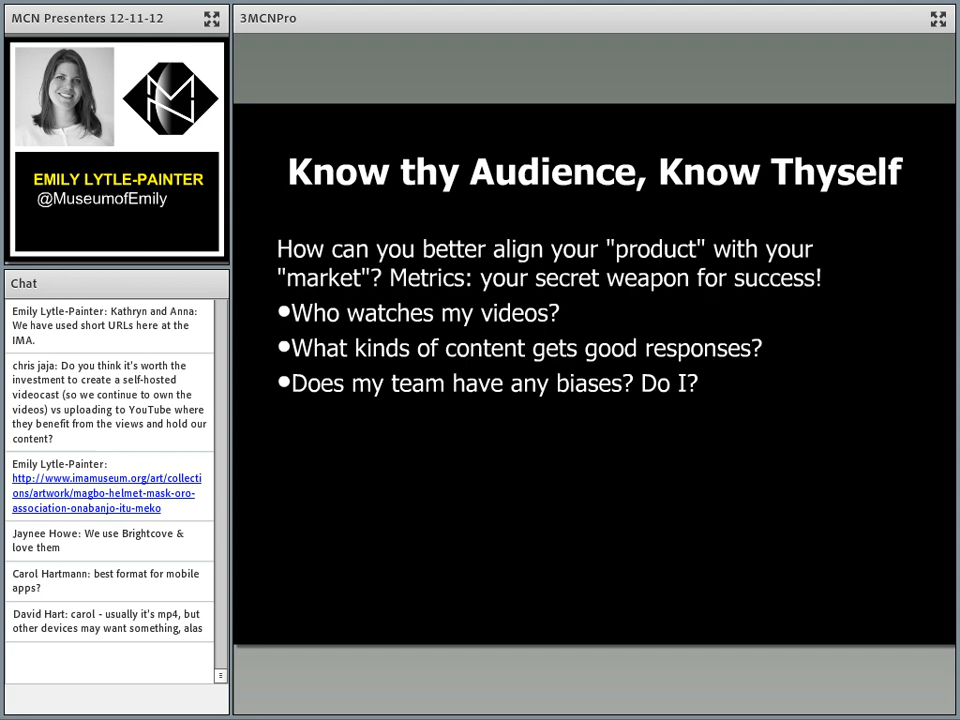 MCN Presenters 12-11-12
EMILY LYTLE-PAINTER
@MuseumofEmily
Chat
Emily Lytle-Painter: Kathryn and Anna:
We have used short URLs here at the
IMA.
chris jaja: Do you think it's worth the
investment to create a self-hosted
videocast (so we continue to own the
videos) vs uploading to YouTube where
they benefit from the views and hold our
content?
Emily Lytle-Painter:
http://www.imamuseum.org/art/collecti
ons/artwork/magbo-helmet-mask-oro-
association-onabanjo-itu-meko
Jaynee Howe: We use Brightcove &
love them
Carol Hartmann: best format for mobile
apps?
David Hart: carol - usually it's mp4, but
other devices may want something, alas
3MCNPro
Know thy Audience, Know Thyself
How can you better align your "product" with your
"market"? Metrics: your secret weapon for success!
•Who watches my videos?
•What kinds of content gets good responses?
•Does my team have any biases? Do I?